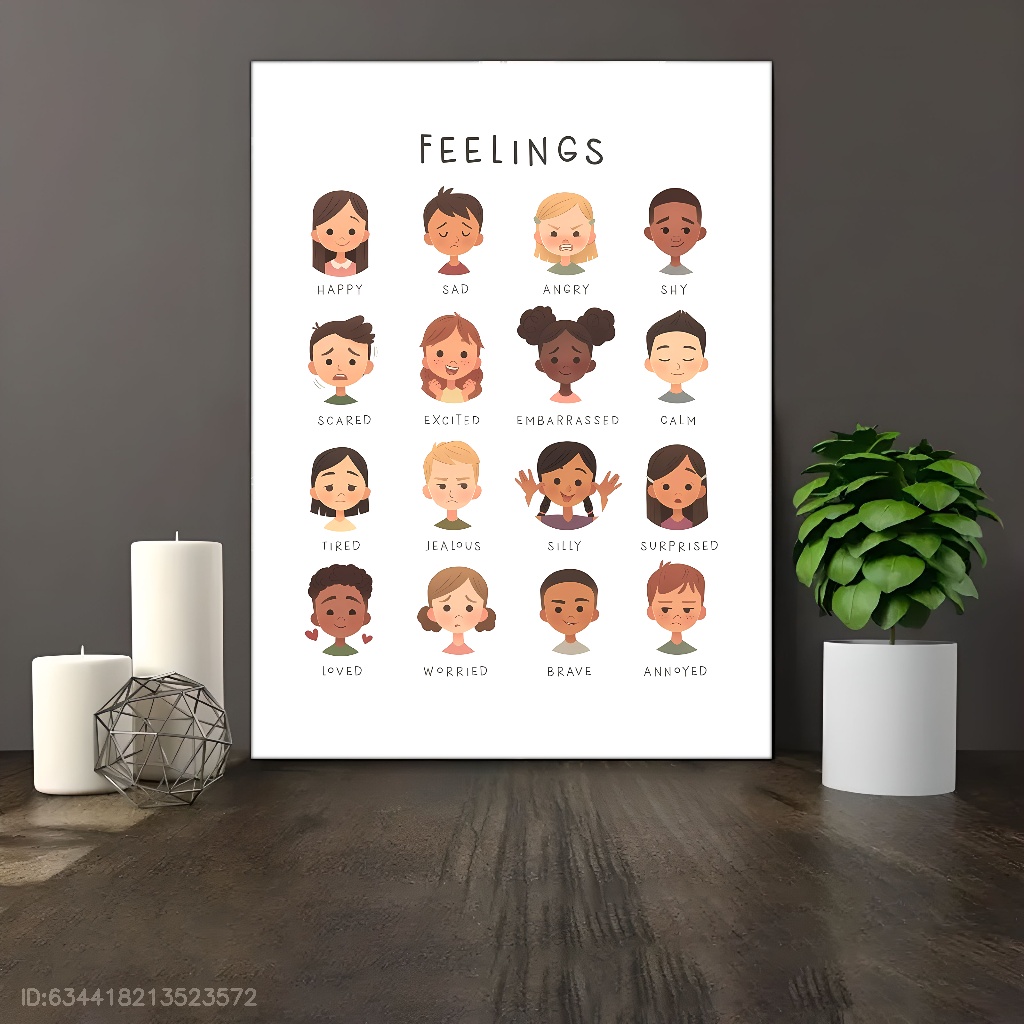 FEELINGS
HAPPY SAD ANGRY SHY
SCARED EXCITED EMBARRASSED CALM
TIRED JEALOUS SILLY SURPRISED
LOVED WORRIED BRAVE ANNOYED
ID:634418213523572